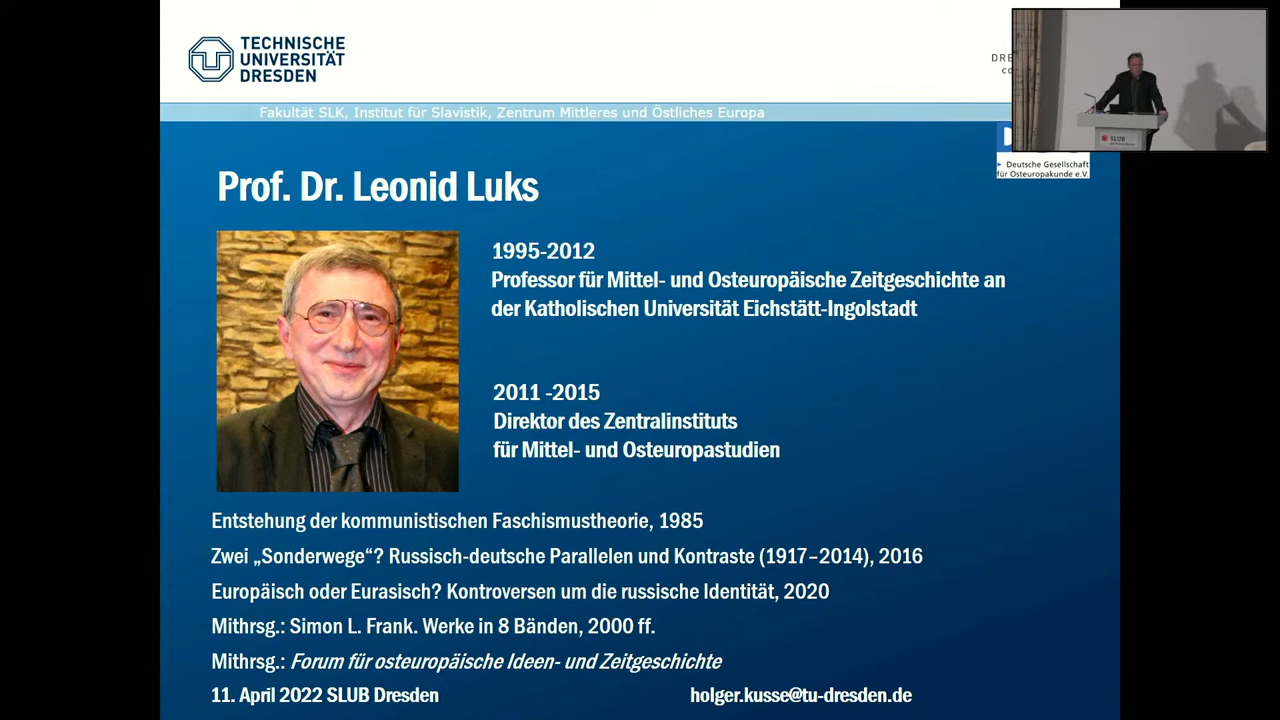 TECHNISCHE
UNIVERSITÄT
DRESDEN
Fakultät SLK, Institut für Slavistik, Zentrum Mittleres und Östliches Europa
SLUB
Deutsche Gesellschaft
für Osteuropakunde e.V.
Prof. Dr. Leonid Luks
1995-2012
Professor für Mittel- und Osteuropäische Zeitgeschichte an
der Katholischen Universität Eichstätt-Ingolstadt
2011 -2015
Direktor des Zentralinstituts
für Mittel- und Osteuropastudien
Entstehung der kommunistischen Faschismustheorie, 1985
Zwei „Sonderwege“? Russisch-deutsche Parallelen und Kontraste (1917–2014), 2016
Europäisch oder Eurasisch? Kontroversen um die russische Identität, 2020
Mithrsg.: Simon L. Frank. Werke in 8 Bänden, 2000 ff.
Mithrsg.: Forum für osteuropäische Ideen- und Zeitgeschichte
11. April 2022 SLUB Dresden
holger.kusse@tu-dresden.de